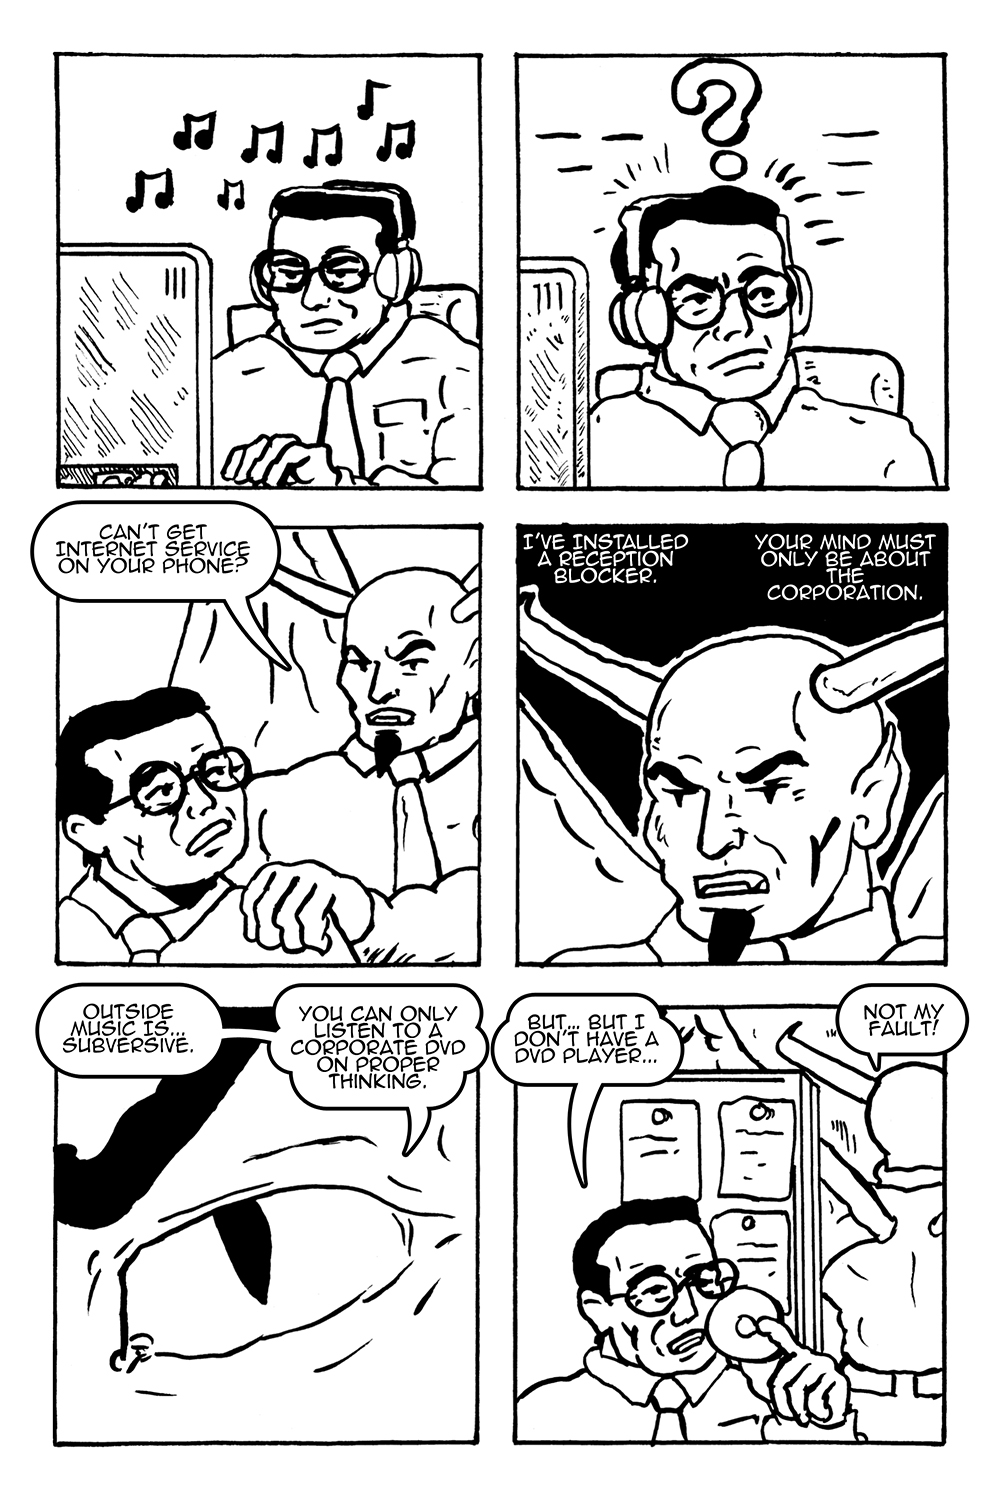 ?
CAN'T GET
INTERNET SERVICE
ON YOUR PHONE?
I'VE INSTALLED
A RECEPTION
BLOCKER.
YOUR MIND MUST
ONLY BE ABOUT
THE
CORPORATION.
OUTSIDE
MUSIC IS...
SUBVERSIVE.
YOU CAN ONLY
LISTEN TO A
CORPORATE DVD
ON PROPER
THINKING.
BUT... BUT I
DON'T HAVE A
DVD PLAYER...
NOT MY
FAULT!